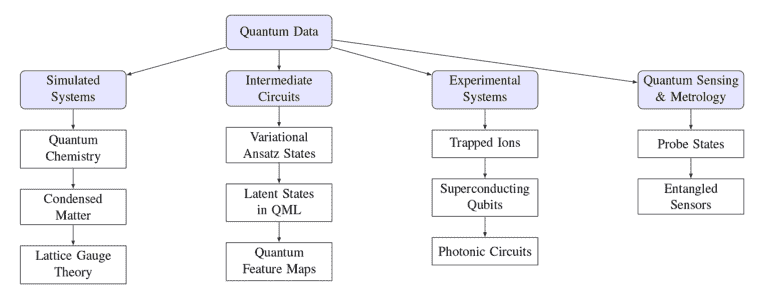 Quantum Data
Simulated
Systems
Intermediate
Circuits
Experimental
Systems
Quantum Sensing
& Metrology
Quantum
Chemistry
Condensed
Matter
Lattice Gauge
Theory
Variational
Ansatz States
Latent States
in QML
Quantum
Feature Maps
Trapped Ions
Superconducting
Qubits
Photonic Circuits
Probe States
Entangled
Sensors